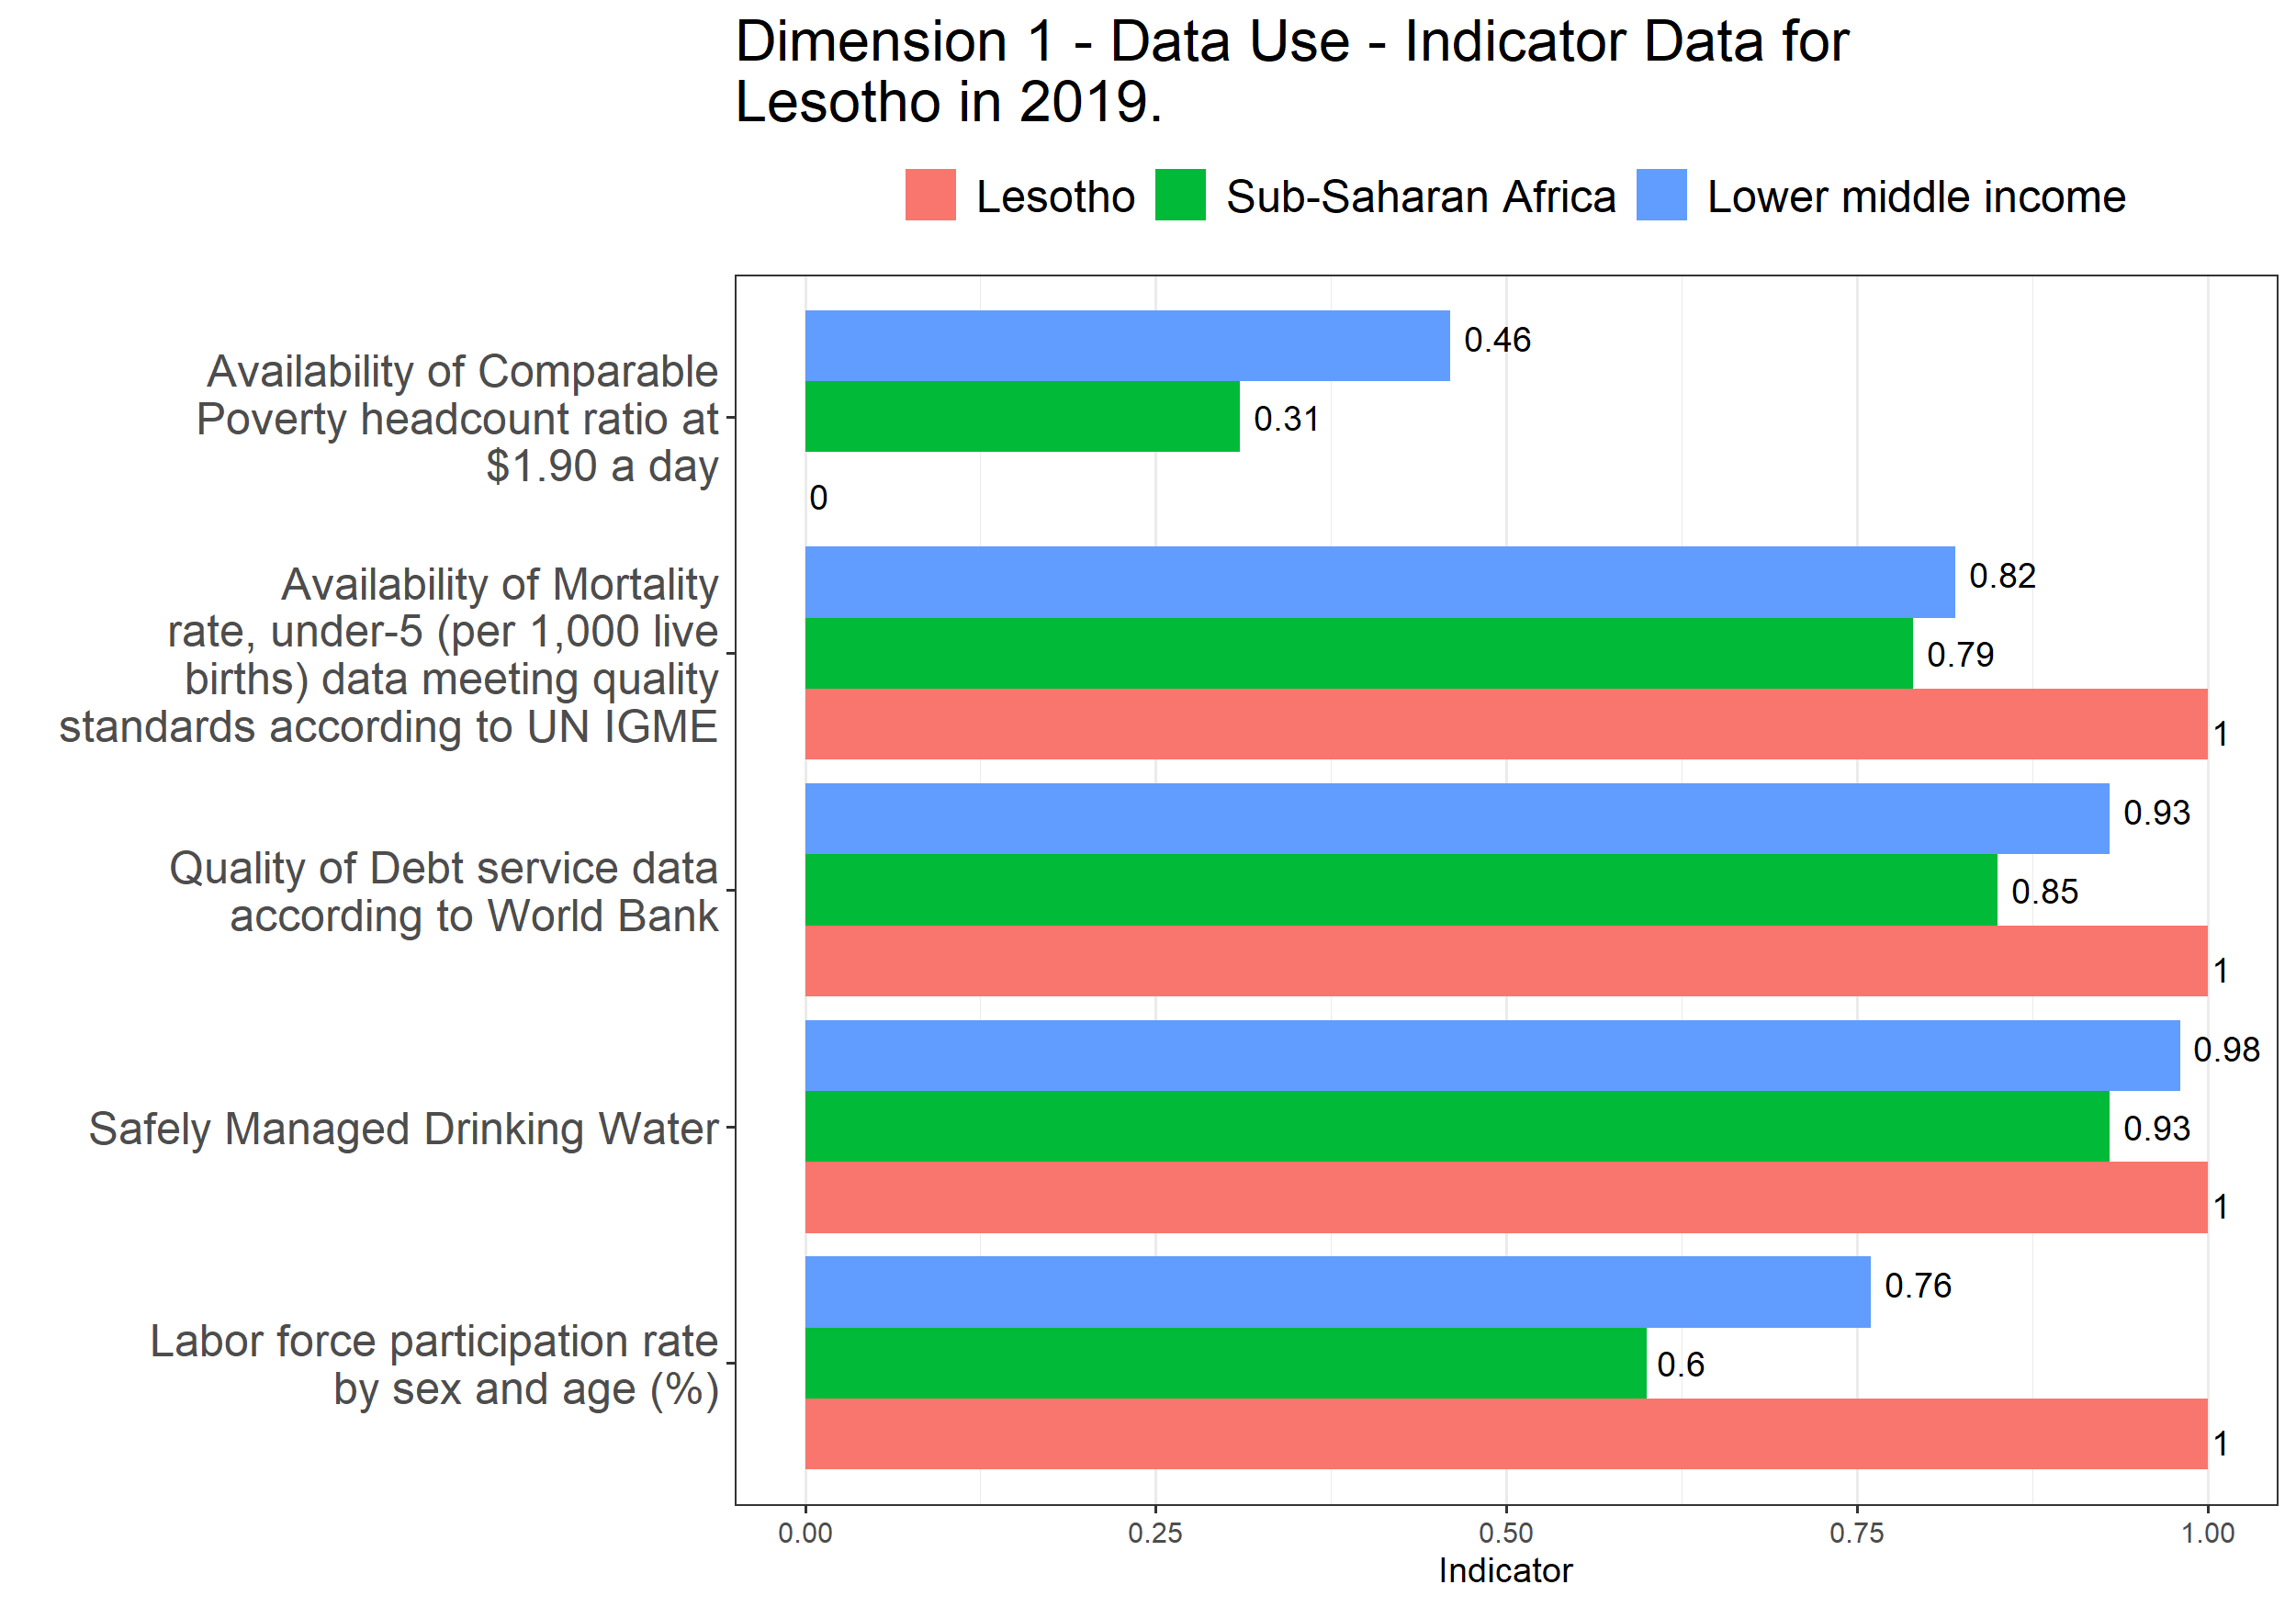 Dimension 1 - Data Use - Indicator Data for
Lesotho in 2019.
Lesotho Sub-Saharan Africa Lower middle income
Availability of Comparable
Poverty headcount ratio at
$1.90 a day
0.46
0.31
0
Availability of Mortality
rate, under-5 (per 1,000 live
births) data meeting quality
standards according to UN IGME
0.82
0.79
1
Quality of Debt service data
according to World Bank
0.93
0.85
1
Safely Managed Drinking Water
0.98
0.93
1
Labor force participation rate
by sex and age (%)
0.76
0.6
1
0.00 0.25 0.50 0.75 1.00
Indicator